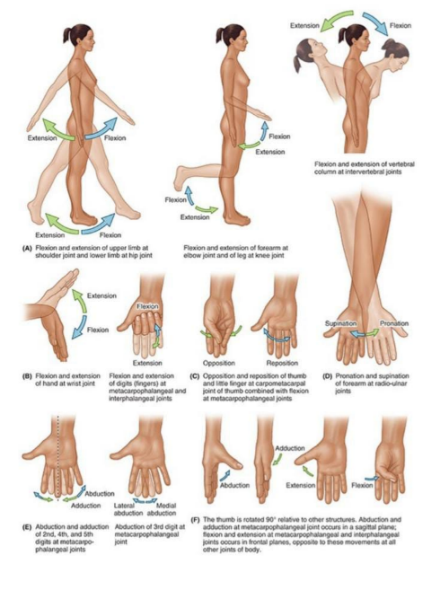 Extension
Flexion
Extension
Flexion
Flexion
Extension
Flexion and extension of vertebral
column at intervertebral joints
Flexion
Extension
Extension
Flexion
(A) Flexion and extension of upper limb at
shoulder joint and lower limb at hip joint
Flexion and extension of forearm at
elbow joint and of leg at knee joint
Extension
Flexion
Flexion
Extension
Opposition
Reposition
Supination
Pronation
(B) Flexion and extension
of hand at wrist joint
Flexion and extension
of digits (fingers) at
metacarpophalangeal and
interphalangeal joints
(C) Opposition and reposition of thumb
and little finger at carpometacarpal
joint of thumb combined with flexion
at metacarpophalangeal joints
(D) Pronation and supination
of forearm at radio-ulnar
joints
Abduction
Adduction
Lateral
abduction
Medial
abduction
Abduction
Adduction
Extension
Flexion
(E) Abduction and adduction
of 2nd, 4th, and 5th
digits at metacarpo-
phalangeal joints
Abduction of 3rd digit at
metacarpophalangeal
joint
(F) The thumb is rotated 90° relative to other structures. Abduction and
adduction at metacarpophalangeal joint occurs in a sagittal plane;
flexion and extension at metacarpophalangeal and interphalangeal
joints occurs in frontal planes, opposite to these movements at all
other joints of body.